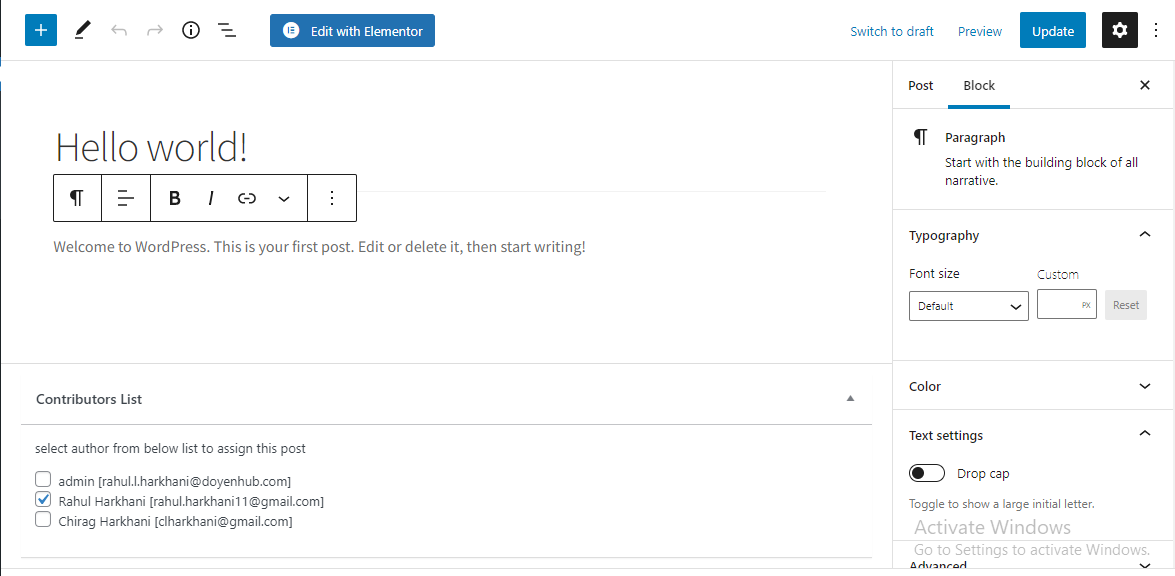 Edit with Elementor
Switch to draft
Preview
Update
Post
Block
Hello world!
B I
Welcome to WordPress. This is your first post. Edit or delete it, then start writing!
Paragraph
Start with the building block of all
narrative.
Typography
Font size
Custom
Default
PX
Reset
Color
Text settings
Drop cap
Toggle to show a large initial letter.
Activate Windows
Go to Settings to activate Windows.
Advanced
Contributors List
select author from below list to assign this post
admin [rahul.l.harkhani@doyenhub.com]
Rahul Harkhani [rahul.harkhani11@gmail.com]
Chirag Harkhani [clharkhani@gmail.com]